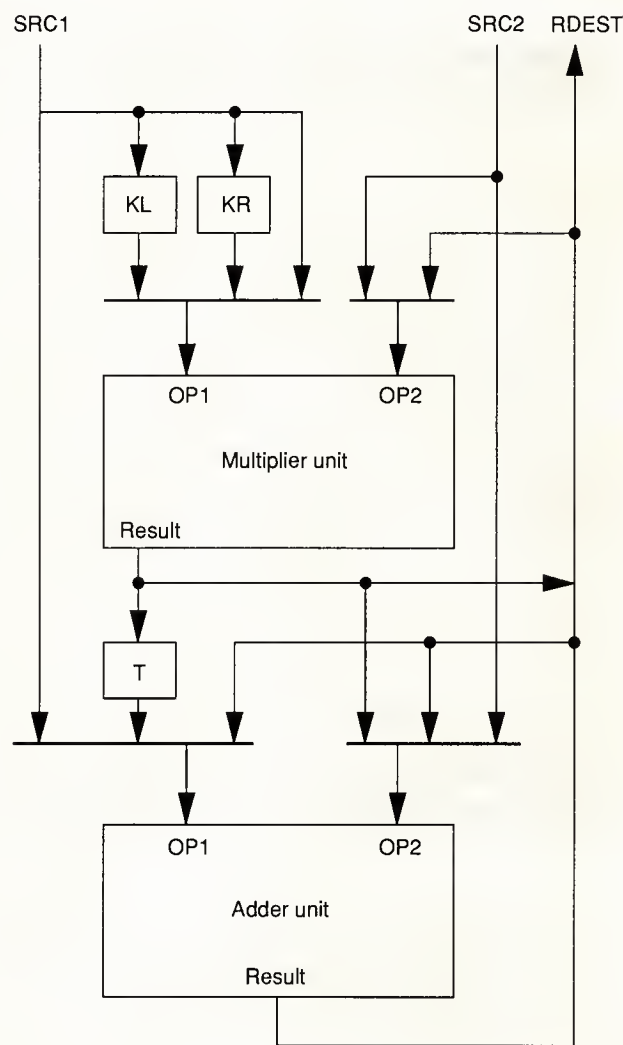 SRC1 SRC2 RDEST
KL KR
OP1 OP2
Multiplier unit
Result
T
OP1 OP2
Adder unit
Result